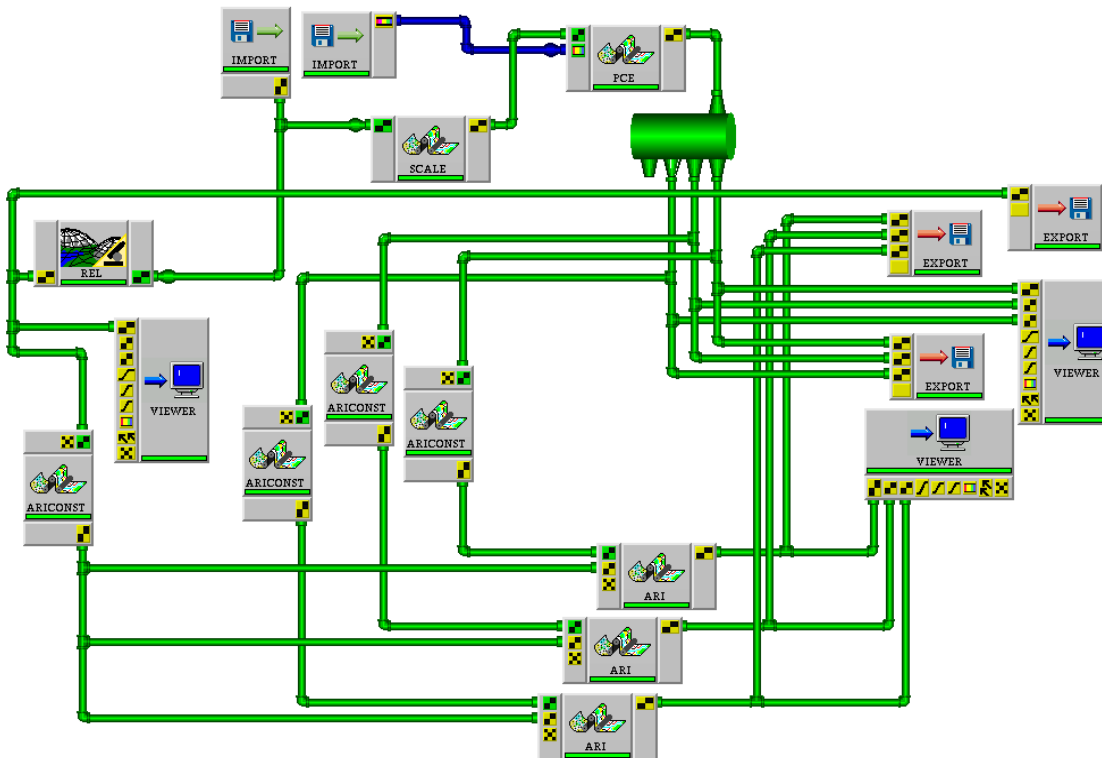 IMPORT
IMPORT
PCE
SCALE
EXPORT
REL
EXPORT
EXPORT
VIEWER
VIEWER
ARICONST
ARICONST
VIEWER
ARICONST
ARICONST
ARI
ARI
ARI